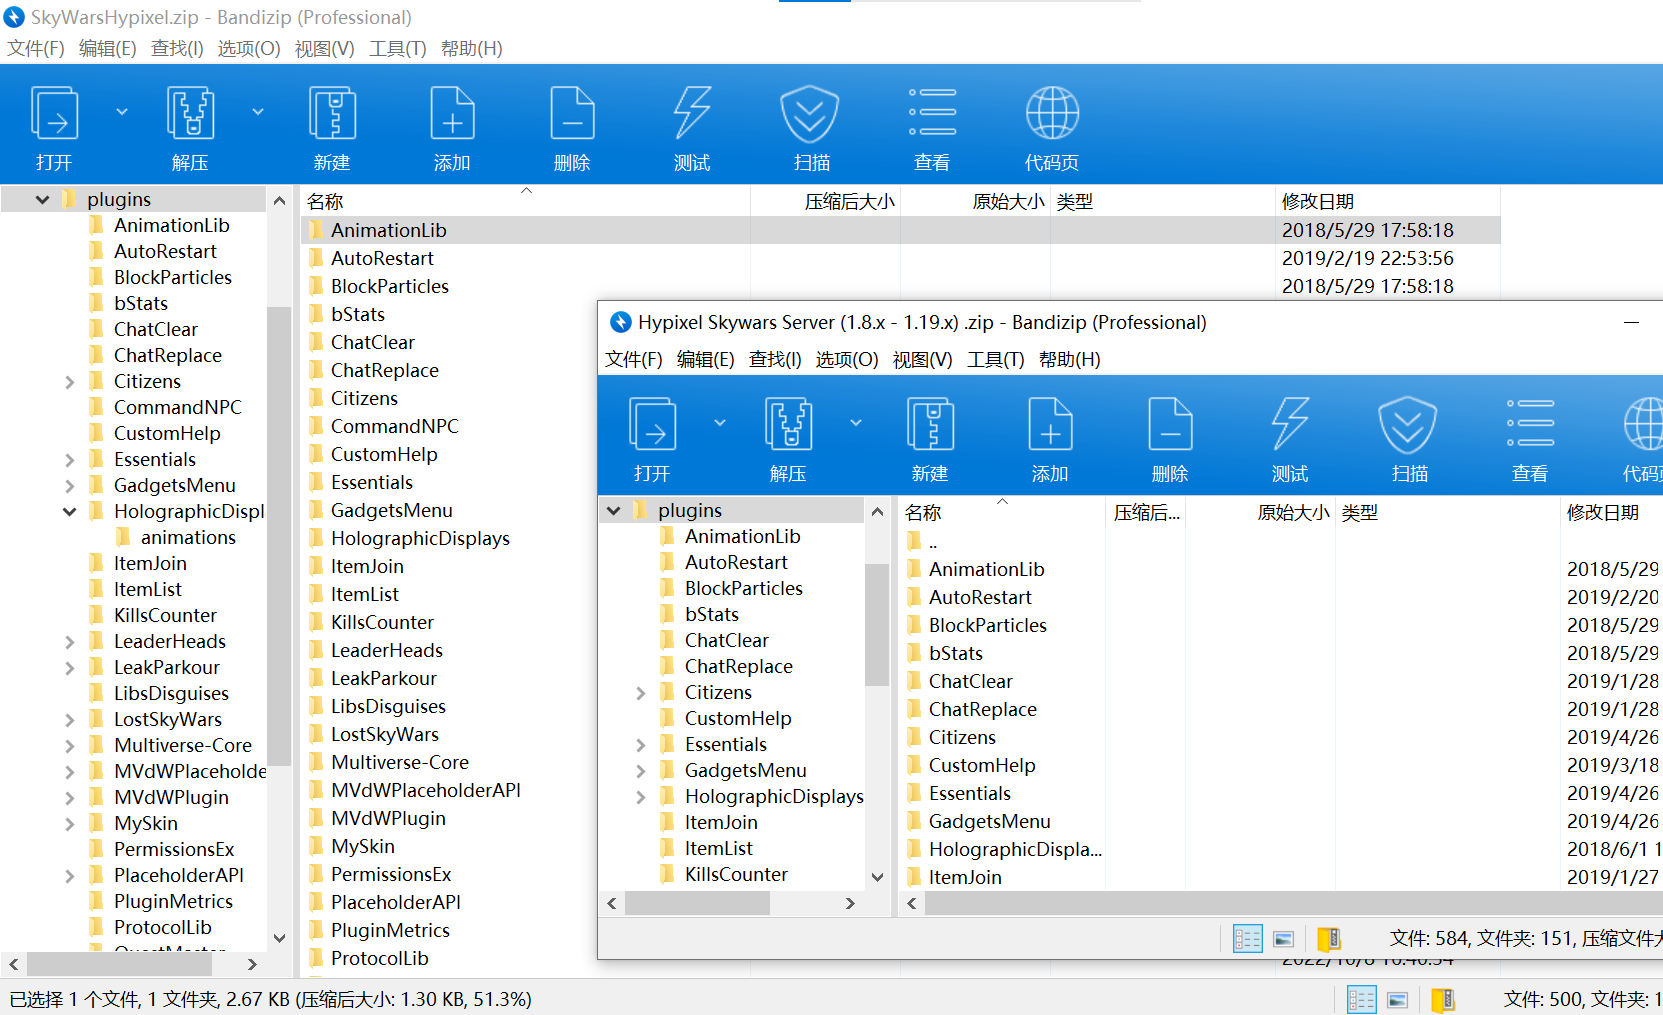 SkyWarsHypixel.zip - Bandizip (Professional)
文件(F) 编辑(E) 查找(I) 选项(O) 视图(V) 工具(T) 帮助(H)
打开 解压 新建 添加 删除 测试 扫描 查看 代码页
plugins
AnimationLib
AutoRestart
BlockParticles
bStats
ChatClear
ChatReplace
Citizens
CommandNPC
CustomHelp
Essentials
GadgetsMenu
HolographicDispl
animations
ItemJoin
ItemList
KillsCounter
LeaderHeads
LeakParkour
LibsDisguises
LostSkyWars
Multiverse-Core
MVdWPlaceholde
MVdWPlugin
MySkin
PermissionsEx
PlaceholderAPI
PluginMetrics
ProtocolLib
名称 压缩后大小 原始大小 类型 修改日期
AnimationLib 2018/5/29 17:58:18
AutoRestart 2019/2/19 22:53:56
BlockParticles 2018/5/29 17:58:18
bStats
ChatClear
ChatReplace
Citizens
CommandNPC
CustomHelp
Essentials
GadgetsMenu
HolographicDisplays
ItemJoin
ItemList
KillsCounter
LeaderHeads
LeakParkour
LibsDisguises
LostSkyWars
Multiverse-Core
MVdWPlaceholderAPI
MVdWPlugin
MySkin
PermissionsEx
PlaceholderAPI
PluginMetrics
ProtocolLib
Hypixel Skywars Server (1.8.x - 1.19.x) .zip - Bandizip (Professional)
文件(F) 编辑(E) 查找(I) 选项(O) 视图(V) 工具(T) 帮助(H)
打开 解压 新建 添加 删除 测试 扫描 查看 代码
plugins
AnimationLib
AutoRestart
BlockParticles
bStats
ChatClear
ChatReplace
Citizens
CustomHelp
Essentials
GadgetsMenu
HolographicDisplays
ItemJoin
ItemList
KillsCounter
名称 压缩后... 原始大小 类型 修改日期
..
AnimationLib 2018/5/29
AutoRestart 2019/2/20
BlockParticles 2018/5/29
bStats 2018/5/29
ChatClear 2019/1/28
ChatReplace 2019/1/28
Citizens 2019/4/26
CustomHelp 2019/3/18
Essentials 2019/4/26
GadgetsMenu 2019/4/26
HolographicDispla... 2018/6/1 1
ItemJoin 2019/1/27
文件: 584, 文件夹: 151, 压缩文件大
已选择 1 个文件, 1 文件夹, 2.67 KB (压缩后大小: 1.30 KB, 51.3%)
文件: 500, 文件夹: 1